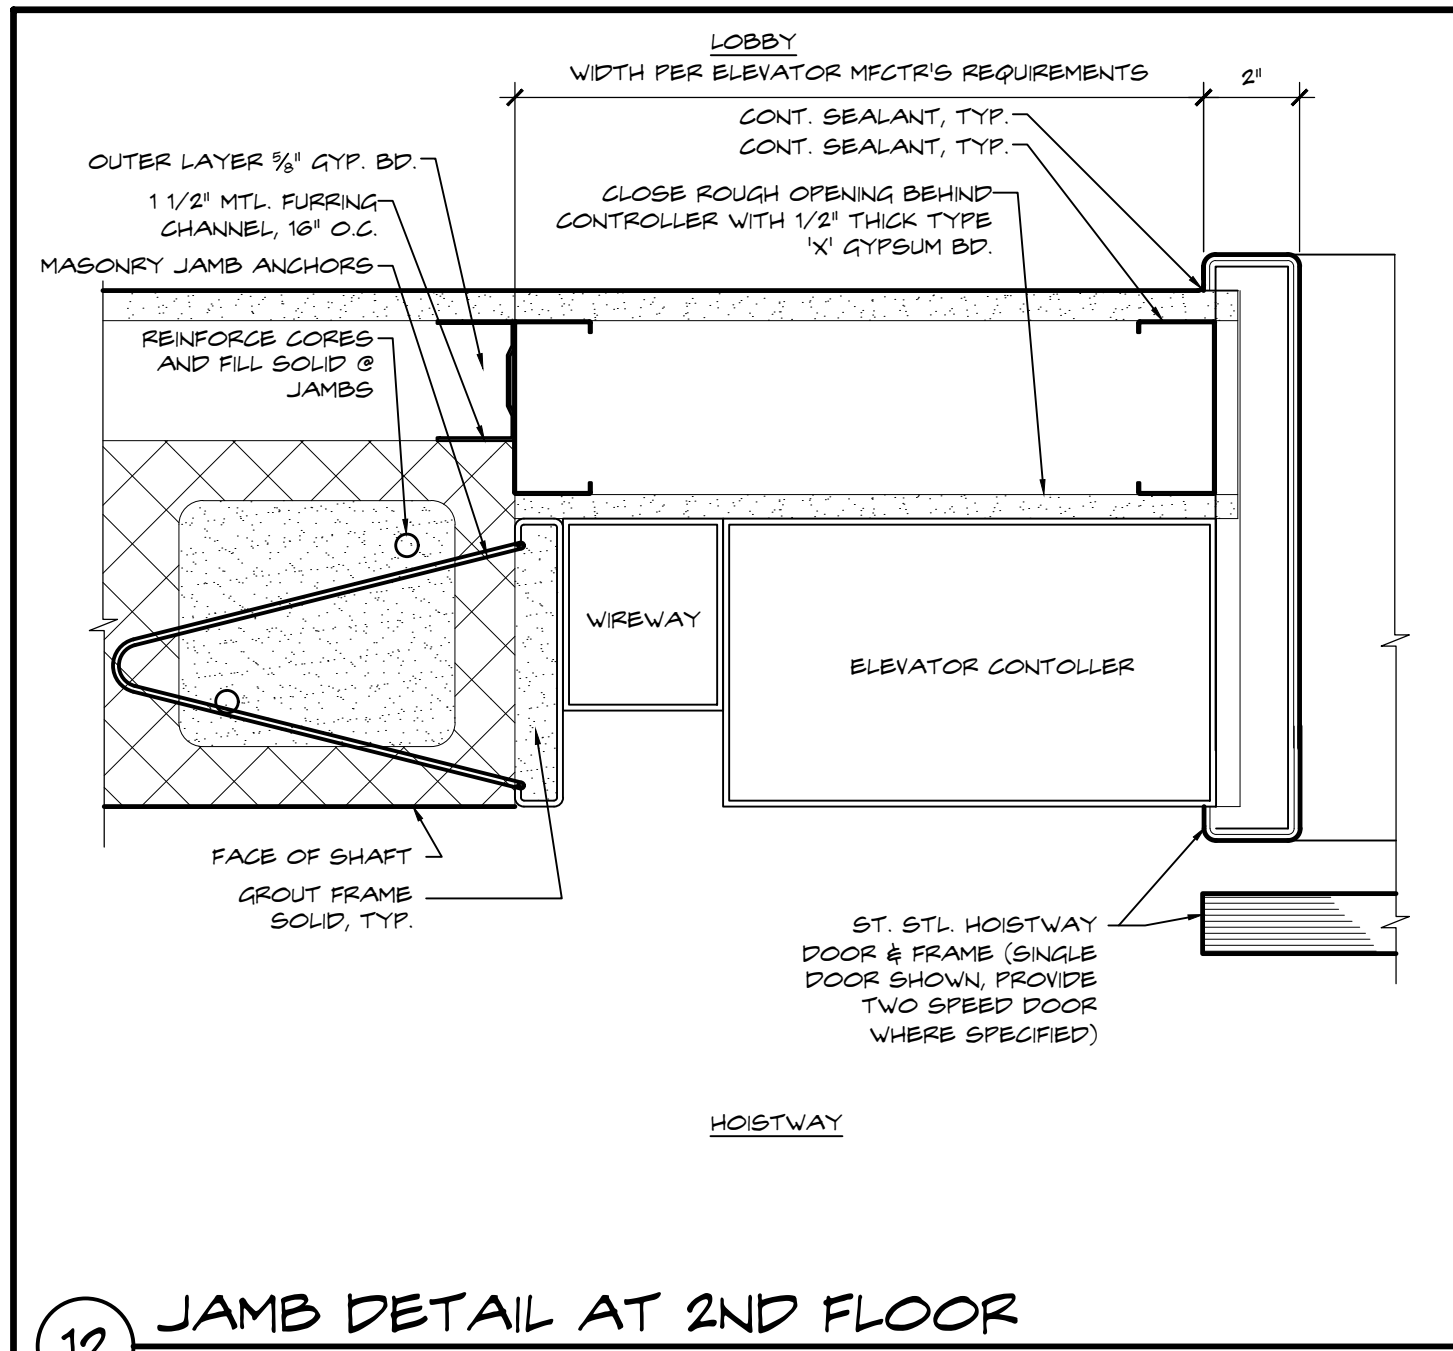 LOBBY
WIDTH PER ELEVATOR MFCTR'S REQUIREMENTS
2"
CONT. SEALANT, TYP.
CONT. SEALANT, TYP.
OUTER LAYER 5/8" GYP. BD.
1 1/2" MTL. FURRING
CHANNEL, 16" O.C.
CLOSE ROUGH OPENING BEHIND
CONTROLLER WITH 1/2" THICK TYPE
'X' GYPSUM BD.
MASONRY JAMB ANCHORS
REINFORCE CORES
AND FILL SOLID @
JAMBS
WIREWAY
ELEVATOR CONTOLLER
FACE OF SHAFT
GROUT FRAME
SOLID, TYP.
ST. STL. HOISTWAY
DOOR & FRAME (SINGLE
DOOR SHOWN, PROVIDE
TWO SPEED DOOR
WHERE SPECIFIED)
HOISTWAY
12
JAMB DETAIL AT 2ND FLOOR